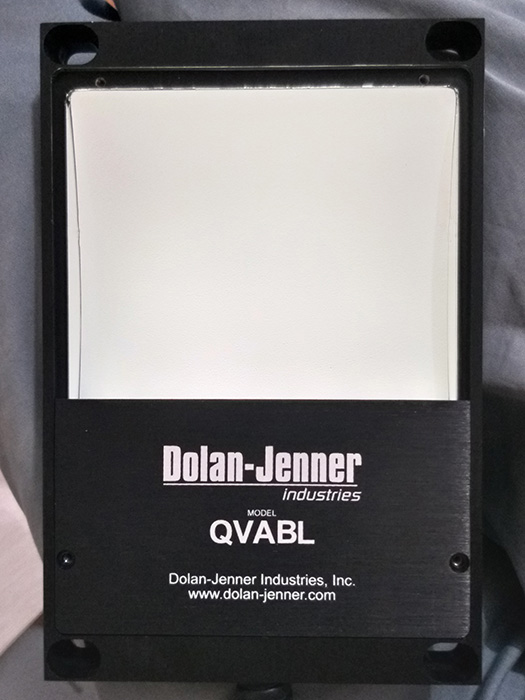 Dolan-Jenner
industries
MODEL
QVABL
Dolan-Jenner Industries, Inc.
www.dolan-jenner.com